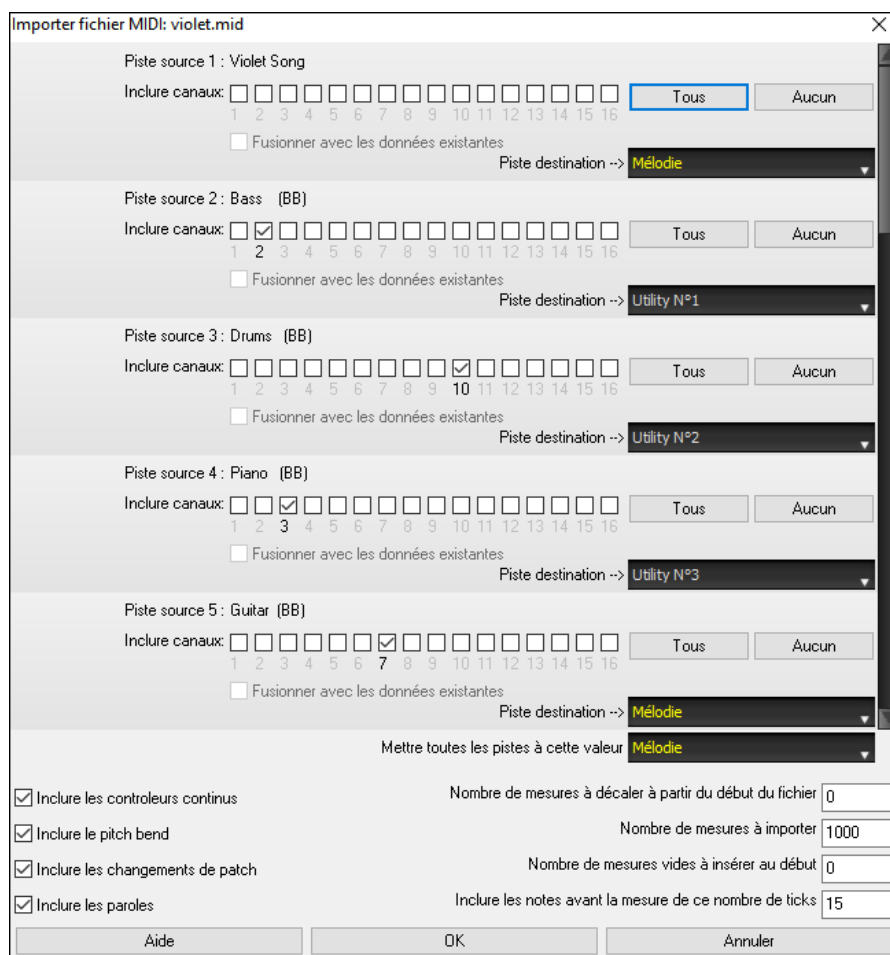 Importer fichier MIDI: violet.mid
Piste source 1 : Violet Song
Inclure canaux:
Tous Aucun
1 2 3 4 5 6 7 8 9 10 11 12 13 14 15 16
Fusionner avec les données existantes
Piste destination --> Mélodie
Piste source 2 : Bass (BB)
Inclure canaux:
Tous Aucun
1 2 3 4 5 6 7 8 9 10 11 12 13 14 15 16
Fusionner avec les données existantes
Piste destination --> Utility N°1
Piste source 3 : Drums (BB)
Inclure canaux:
Tous Aucun
1 2 3 4 5 6 7 8 9 10 11 12 13 14 15 16
Fusionner avec les données existantes
Piste destination --> Utility N°2
Piste source 4 : Piano (BB)
Inclure canaux:
Tous Aucun
1 2 3 4 5 6 7 8 9 10 11 12 13 14 15 16
Fusionner avec les données existantes
Piste destination --> Utility N°3
Piste source 5 : Guitar (BB)
Inclure canaux:
Tous Aucun
1 2 3 4 5 6 7 8 9 10 11 12 13 14 15 16
Fusionner avec les données existantes
Piste destination --> Mélodie
Mettre toutes les pistes à cette valeur Mélodie
Inclure les controleurs continus
Nombre de mesures à décaler à partir du début du fichier 0
Inclure le pitch bend
Nombre de mesures à importer 1000
Inclure les changements de patch
Nombre de mesures vides à insérer au début 0
Inclure les paroles
Inclure les notes avant la mesure de ce nombre de ticks 15
Aide OK Annuler